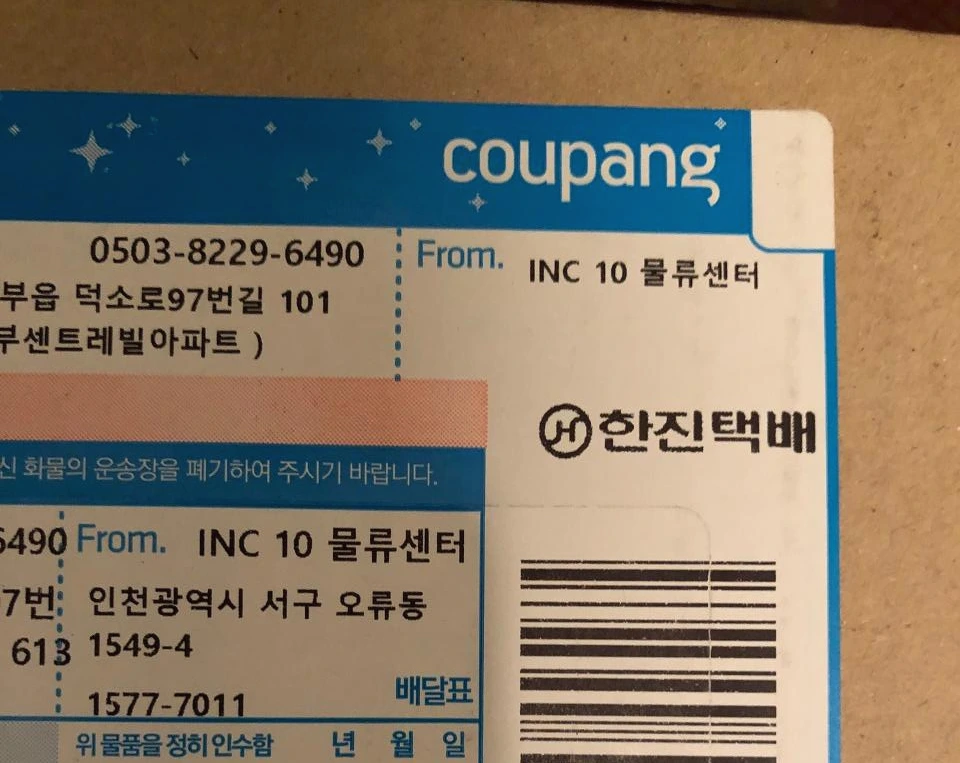 coupang
0503-8229-6490
From. INC 10 물류센터
부읍 덕소로97번길 101
센트레빌아파트 )
한진택배
화물의 운송장을 폐기하여 주시기 바랍니다.
6490 From. INC 10 물류센터
7번 인천광역시 서구 오류동
613 1549-4
1577-7011
배달표
위 물품을 정히 인수함 년 월 일